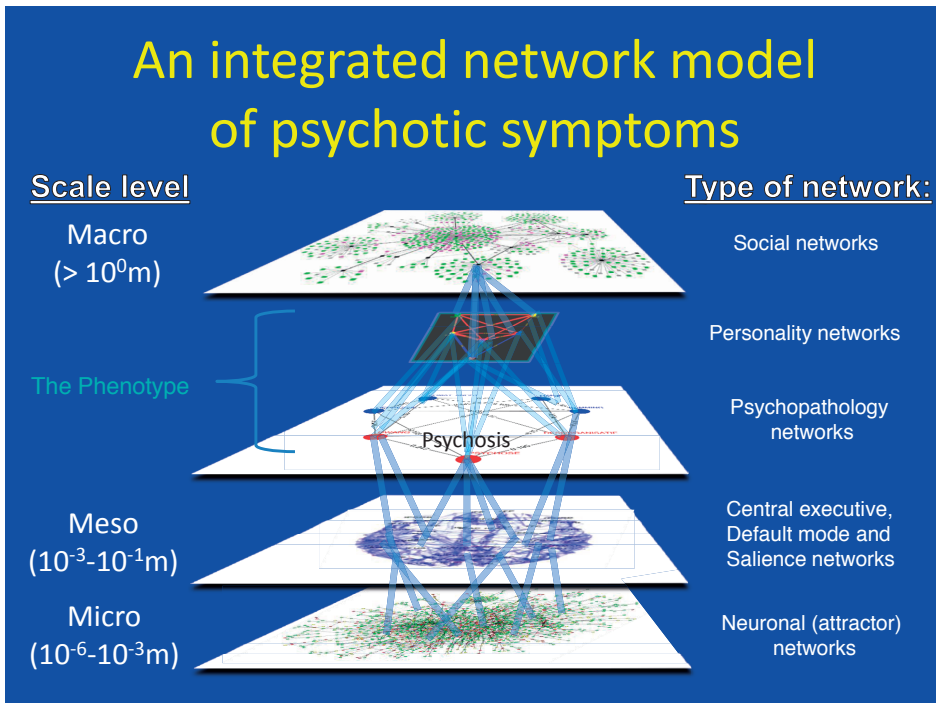 An integrated network model
of psychotic symptoms
Scale level
Type of network:
Macro
(> 10⁰m)
Social networks
Personality networks
The Phenotype
Psychopathology
networks
Psychosis
Meso
(10⁻³-10⁻¹m)
Central executive,
Default mode and
Salience networks
Micro
(10⁻⁶-10⁻³m)
Neuronal (attractor)
networks